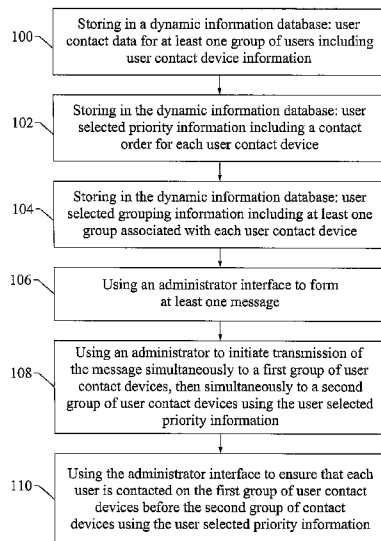 100
Storing in a dynamic information database: user
contact data for at least one group of users including
user contact device information
102
Storing in the dynamic information database: user
selected priority information including a contact
order for each user contact device
104
Storing in the dynamic information database: user
selected grouping information including at least one
group associated with each user contact device
106
Using an administrator interface to form
at least one message
108
Using an administrator to initiate transmission of
the message simultaneously to a first group of user
contact devices, then simultaneously to a second
group of user contact devices using the user selected
priority information
110
Using the administrator interface to ensure that each
user is contacted on the first group of user contact
devices before the second group of contact
devices using the user selected priority information